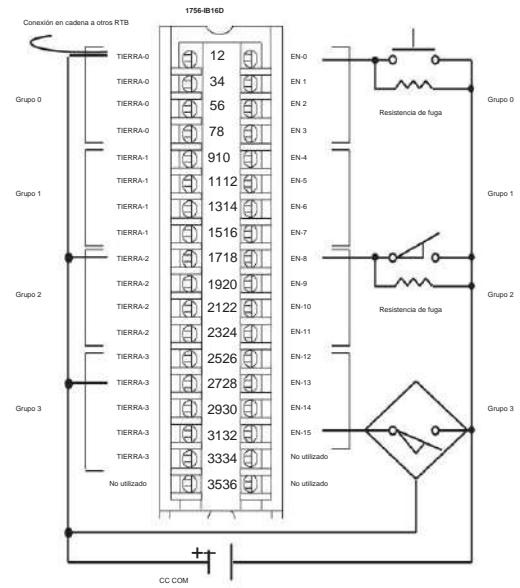 1756-IB16D
Conexión en cadena a otros RTB
TIERRA-0 12 EN-0
TIERRA-0 34 EN 1
Grupo 0 TIERRA-0 56 EN 2 Grupo 0
Resistencia de fuga
TIERRA-0 78 EN 3
TIERRA-1 910 EN-4
TIERRA-1 1112 EN-5
Grupo 1 Grupo 1
TIERRA-1 1314 EN-6
TIERRA-1 1516 EN-7
TIERRA-2 1718 EN-8
TIERRA-2 1920 EN-9
Grupo 2 Grupo 2
TIERRA-2 2122 EN-10
Resistencia de fuga
TIERRA-2 2324 EN-11
TIERRA-3 2526 EN-12
TIERRA-3 2728 EN-13
Grupo 3 TIERRA-3 2930 EN-14 Grupo 3
TIERRA-3 3132 EN-15
TIERRA-3 3334 No utilizado
No utilizado 3536 No utilizado
++
CC COM